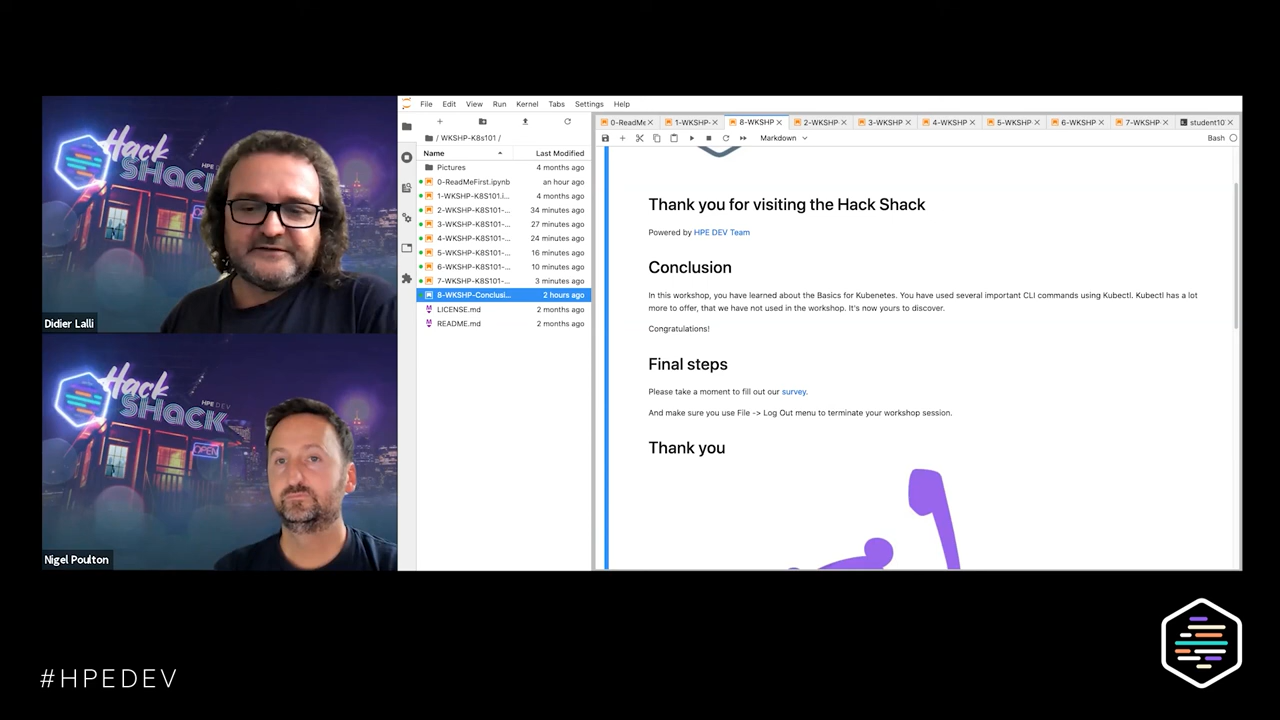 Hack
Shack
HPE DEV
Didier Lalli
Hack
Shack
HPE DEV
OPEN
Nigel Poulton
File Edit View Run Kernel Tabs Settings Help
/ WKSHP-K8s101 /
Name Last Modified
Pictures 4 months ago
0-ReadMeFirst.ipynb an hour ago
1-WKSHP-K8S101.i... 4 months ago
2-WKSHP-K8S101-... 34 minutes ago
3-WKSHP-K8S101-... 27 minutes ago
4-WKSHP-K8S101-... 24 minutes ago
5-WKSHP-K8S101-... 16 minutes ago
6-WKSHP-K8S101-... 10 minutes ago
7-WKSHP-K8S101-... 3 minutes ago
8-WKSHP-Conclusi... 2 hours ago
LICENSE.md 2 months ago
README.md 2 months ago
0-ReadMe 1-WKSHP- 8-WKSHP 2-WKSHP 3-WKSHP 4-WKSHP 5-WKSHP 6-WKSHP 7-WKSHP student10
Markdown Bash
Thank you for visiting the Hack Shack
Powered by HPE DEV Team
Conclusion
In this workshop, you have learned about the Basics for Kubenetes. You have used several important CLI commands using Kubectl. Kubectl has a lot
more to offer, that we have not used in the workshop. It's now yours to discover.
Congratulations!
Final steps
Please take a moment to fill out our survey.
And make sure you use File -> Log Out menu to terminate your workshop session.
Thank you
#HPEDEV